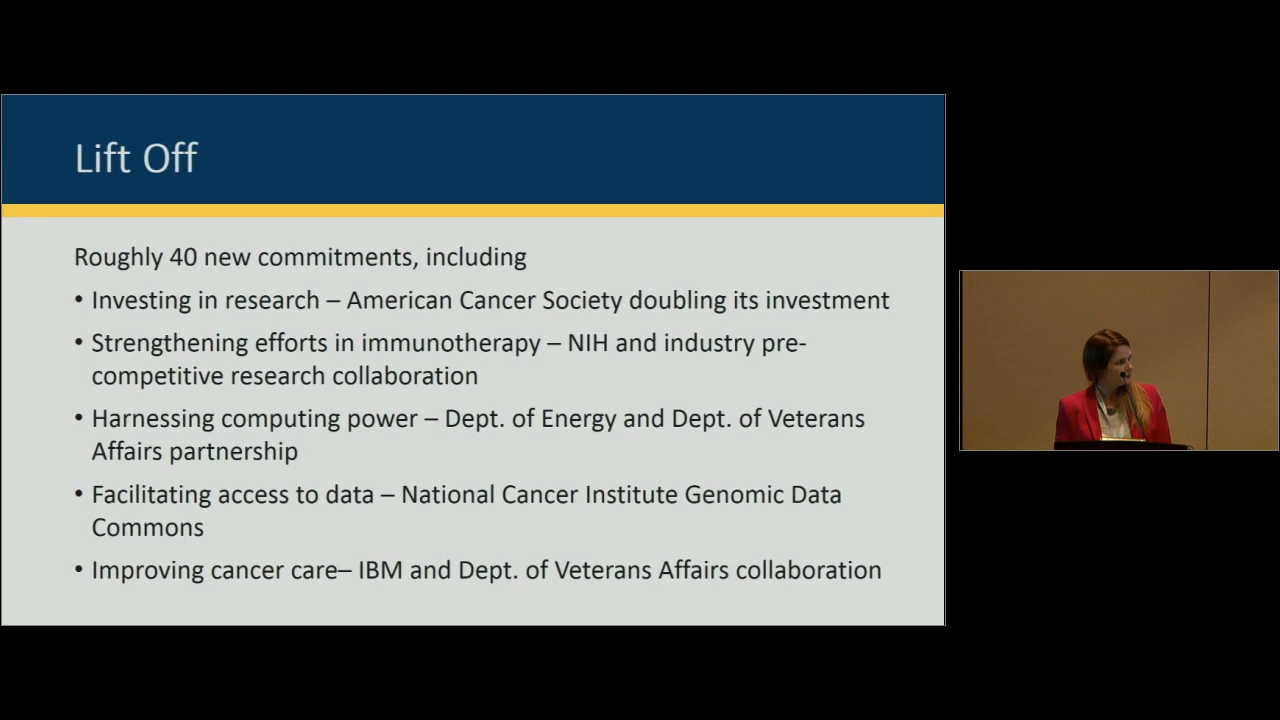 Lift Off
Roughly 40 new commitments, including
• Investing in research – American Cancer Society doubling its investment
• Strengthening efforts in immunotherapy – NIH and industry pre-
competitive research collaboration
• Harnessing computing power – Dept. of Energy and Dept. of Veterans
Affairs partnership
• Facilitating access to data – National Cancer Institute Genomic Data
Commons
• Improving cancer care– IBM and Dept. of Veterans Affairs collaboration